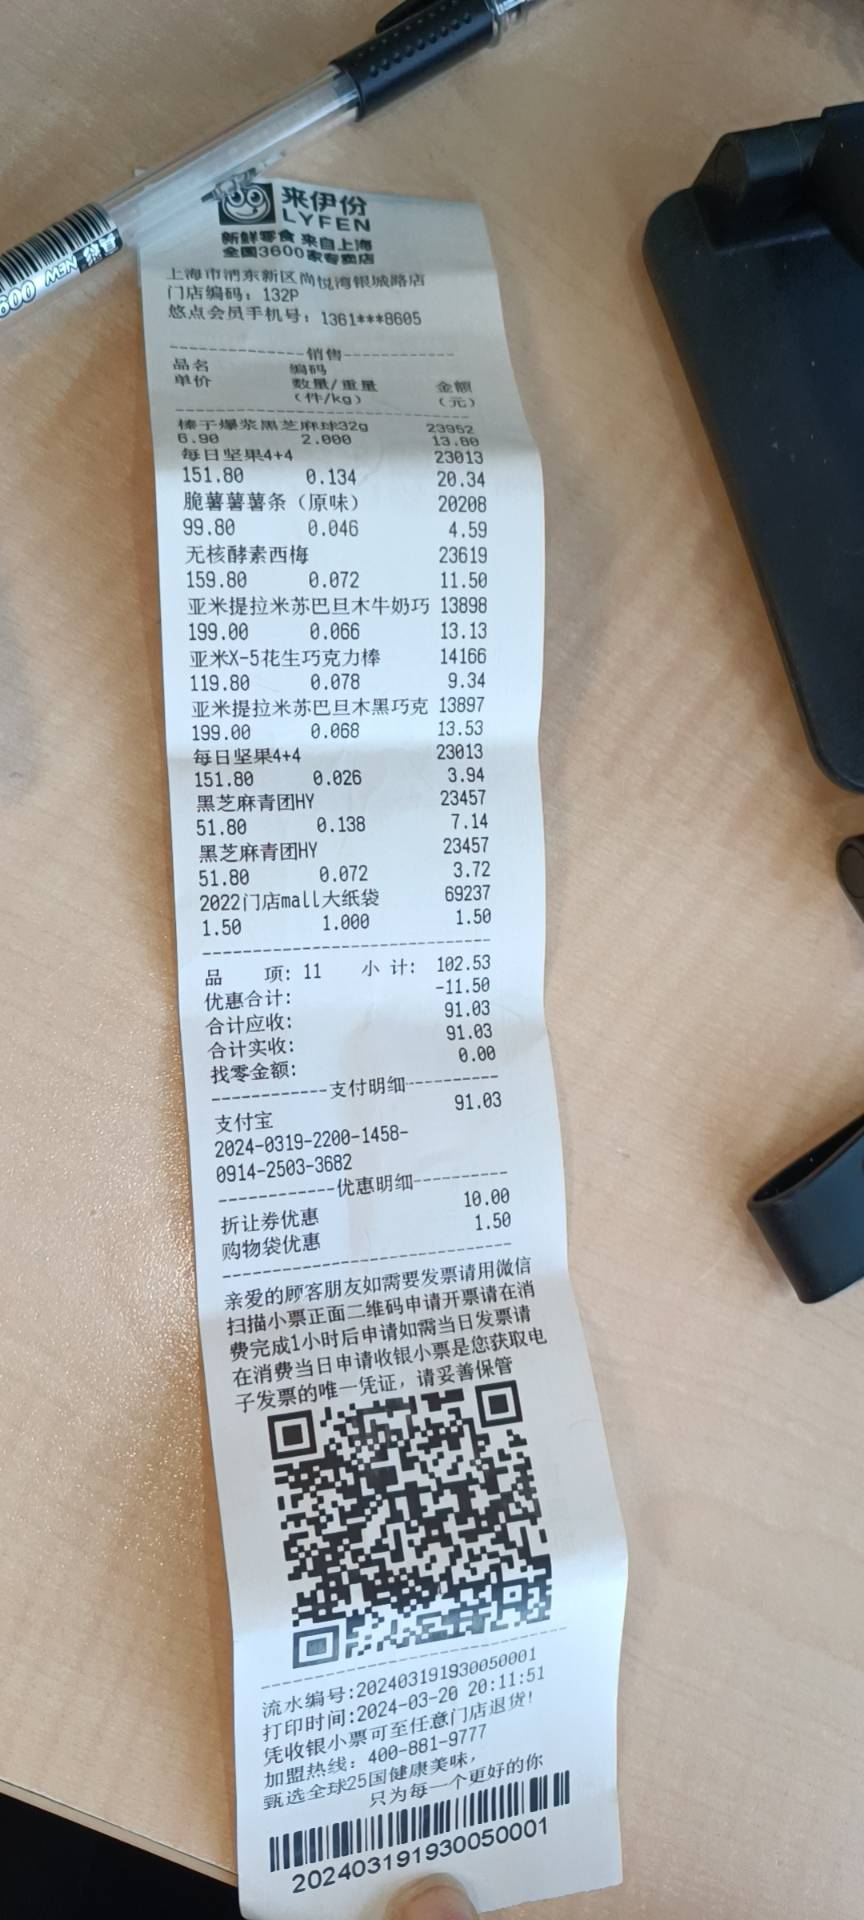 来伊份
LYFEN
新鲜零食 来自上海
全国3600家专卖店
上海市浦东新区尚悦湾银城路店
门店编码：132P
悠点会员手机号：1361***8605
--------------销售------------
品名 编码
单价 数量/重量 金额
（件/kg） （元）
榛子爆浆黑芝麻球32g 23952
6.90 2.000 13.80
每日坚果4+4 23013
151.80 0.134 20.34
脆薯薯薯条（原味） 20208
99.80 0.046 4.59
无核酵素西梅 23619
159.80 0.072 11.50
亚米提拉米苏巴旦木牛奶巧 13898
199.00 0.066 13.13
亚米X-5花生巧克力棒 14166
119.80 0.078 9.34
亚米提拉米苏巴旦木黑巧克 13897
199.00 0.068 13.53
每日坚果4+4 23013
151.80 0.026 3.94
黑芝麻青团HY 23457
51.80 0.138 7.14
黑芝麻青团HY 23457
51.80 0.072 3.72
2022门店mall大纸袋 69237
1.50 1.000 1.50
品 项: 11 小 计: 102.53
优惠合计: -11.50
合计应收: 91.03
合计实收: 91.03
找零金额: 0.00
------------支付明细----------
支付宝 91.03
2024-0319-2200-1458-
0914-2503-3682
------------优惠明细----------
折让券优惠 10.00
购物袋优惠 1.50
亲爱的顾客朋友如需要发票请用微信
扫描小票正面二维码申请开票请在消
费完成1小时后申请如需当日发票请
在消费当日申请收银小票是您获取电
子发票的唯一凭证，请妥善保管
流水编号:202403191930050001
打印时间:2024-03-20 20:11:51
凭收银小票可至任意门店退货!
加盟热线: 400-881-9777
甄选全球25国健康美味,
只为每一个更好的你
202403191930050001